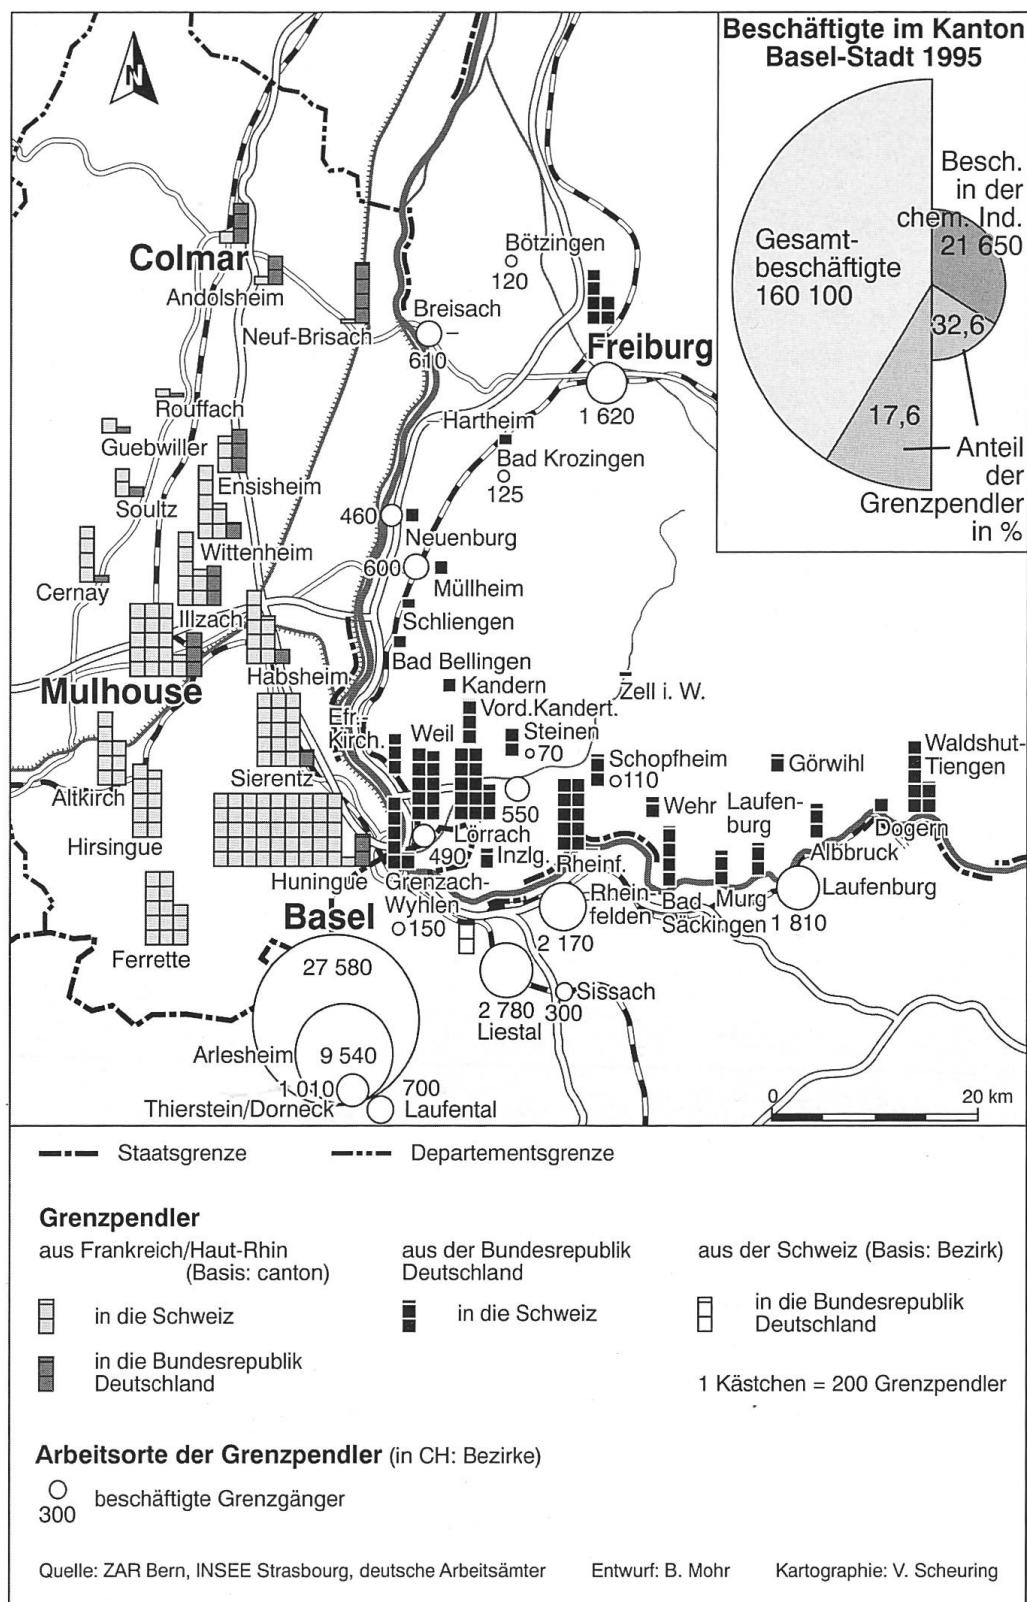 Beschäftigte im Kanton
Basel-Stadt 1995
Besch.
in der
chem. Ind.
21 650
Gesamt-
beschäftigte
160 100
32,6
17,6
Anteil
der
Grenzpendler
in %
N
Colmar
Andolsheim
Neuf-Brisach
Bötzingen
120
Breisach
610
Freiburg
1 620
Rouffach
Guebwiller
Hartheim
Bad Krozingen
125
Ensisheim
Soultz
460
Neuenburg
Wittenheim
600
Müllheim
Cernay
Illzach
Schliengen
Bad Bellingen
Habsheim
Mulhouse
Kandern
Zell i. W.
Efr.-
Kirch.
Vord.Kandert.
Weil
Steinen
70
Sierentz
Schopfheim
110
Görwihl
Waldshut-
Tiengen
Altkirch
550
Wehr
Laufen-
burg
Hirsingue
Lörrach
490
Inzlg.
Dogern
Albbruck
Huningue
Grenzach-
Wyhlen
150
Rheinf.
Rhein-
felden
2 170
Bad
Säckingen
Murg
Laufenburg
1 810
Basel
27 580
Ferrette
2 780
Liestal
300
Sissach
Arlesheim
9 540
1 010
700
Thierstein/Dorneck
Laufental
0
20 km
Staatsgrenze
Departementsgrenze
Grenzpendler
aus Frankreich/Haut-Rhin
(Basis: canton)
in die Schweiz
in die Bundesrepublik
Deutschland
aus der Bundesrepublik
Deutschland
in die Schweiz
aus der Schweiz (Basis: Bezirk)
in die Bundesrepublik
Deutschland
1 Kästchen = 200 Grenzpendler
Arbeitsorte der Grenzpendler (in CH: Bezirke)
300
beschäftigte Grenzgänger
Quelle: ZAR Bern, INSEE Strasbourg, deutsche Arbeitsämter
Entwurf: B. Mohr
Kartographie: V. Scheuring